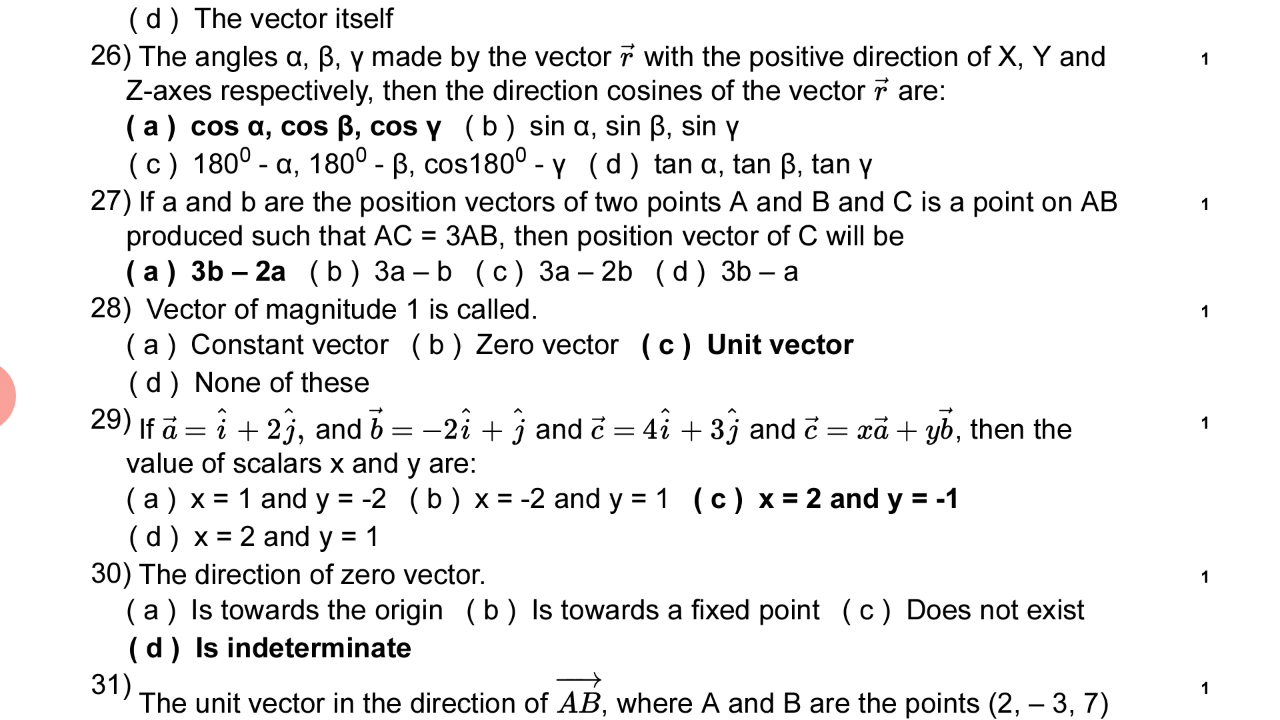 ( d ) The vector itself
26) The angles α, β, γ made by the vector r⃗ with the positive direction of X, Y and 1
Z-axes respectively, then the direction cosines of the vector r⃗ are:
( a ) cos α, cos β, cos γ ( b ) sin α, sin β, sin γ
( c ) 180⁰ - α, 180⁰ - β, cos180⁰ - γ ( d ) tan α, tan β, tan γ
27) If a and b are the position vectors of two points A and B and C is a point on AB 1
produced such that AC = 3AB, then position vector of C will be
( a ) 3b – 2a ( b ) 3a – b ( c ) 3a – 2b ( d ) 3b – a
28) Vector of magnitude 1 is called. 1
( a ) Constant vector ( b ) Zero vector ( c ) Unit vector
( d ) None of these
29) If a⃗ = î + 2ĵ, and b⃗ = −2î + ĵ and c⃗ = 4î + 3ĵ and c⃗ = xa⃗ + yb⃗, then the 1
value of scalars x and y are:
( a ) x = 1 and y = -2 ( b ) x = -2 and y = 1 ( c ) x = 2 and y = -1
( d ) x = 2 and y = 1
30) The direction of zero vector. 1
( a ) Is towards the origin ( b ) Is towards a fixed point ( c ) Does not exist
( d ) Is indeterminate
31) The unit vector in the direction of A⃗B⃗, where A and B are the points (2, – 3, 7) 1